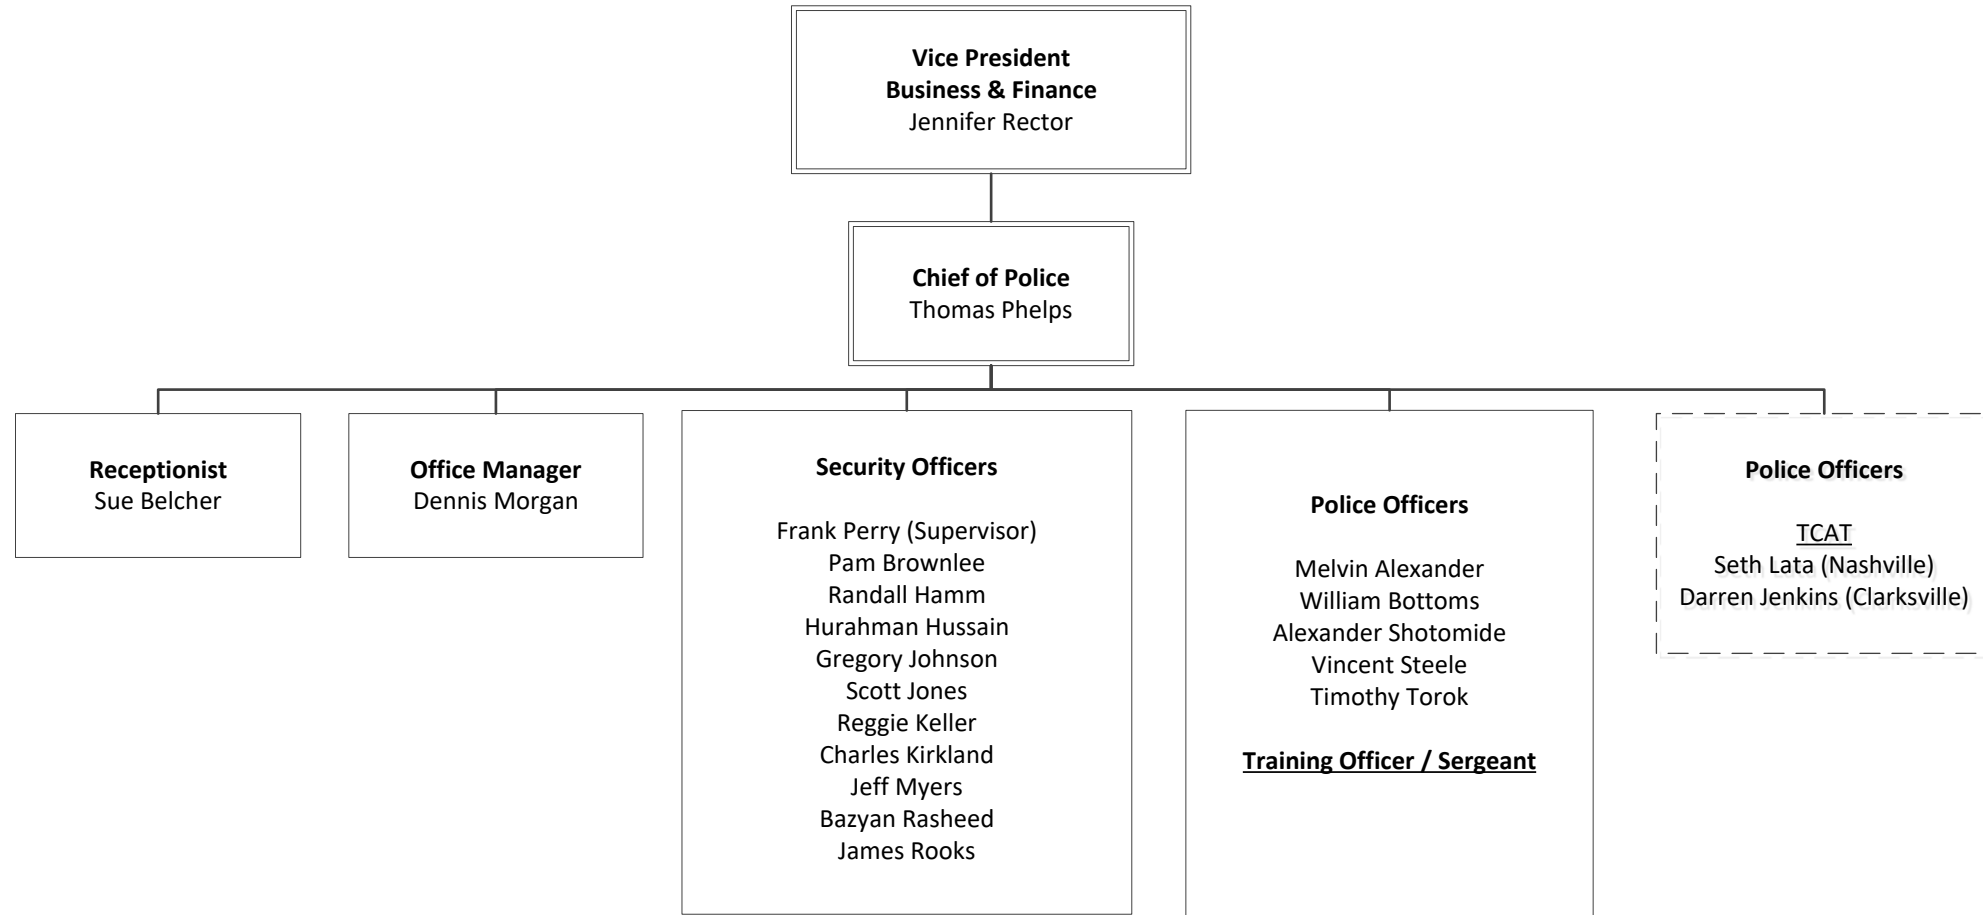 Vice President
Business & Finance
Jennifer Rector
Chief of Police
Thomas Phelps
Receptionist
Sue Belcher
Office Manager
Dennis Morgan
Security Officers
Frank Perry (Supervisor)
Pam Brownlee
Randall Hamm
Hurahman Hussain
Gregory Johnson
Scott Jones
Reggie Keller
Charles Kirkland
Jeff Myers
Bazyan Rasheed
James Rooks
Police Officers
Melvin Alexander
William Bottoms
Alexander Shotomide
Vincent Steele
Timothy Torok
Training Officer / Sergeant
Police Officers
TCAT
Seth Lata (Nashville)
Darren Jenkins (Clarksville)